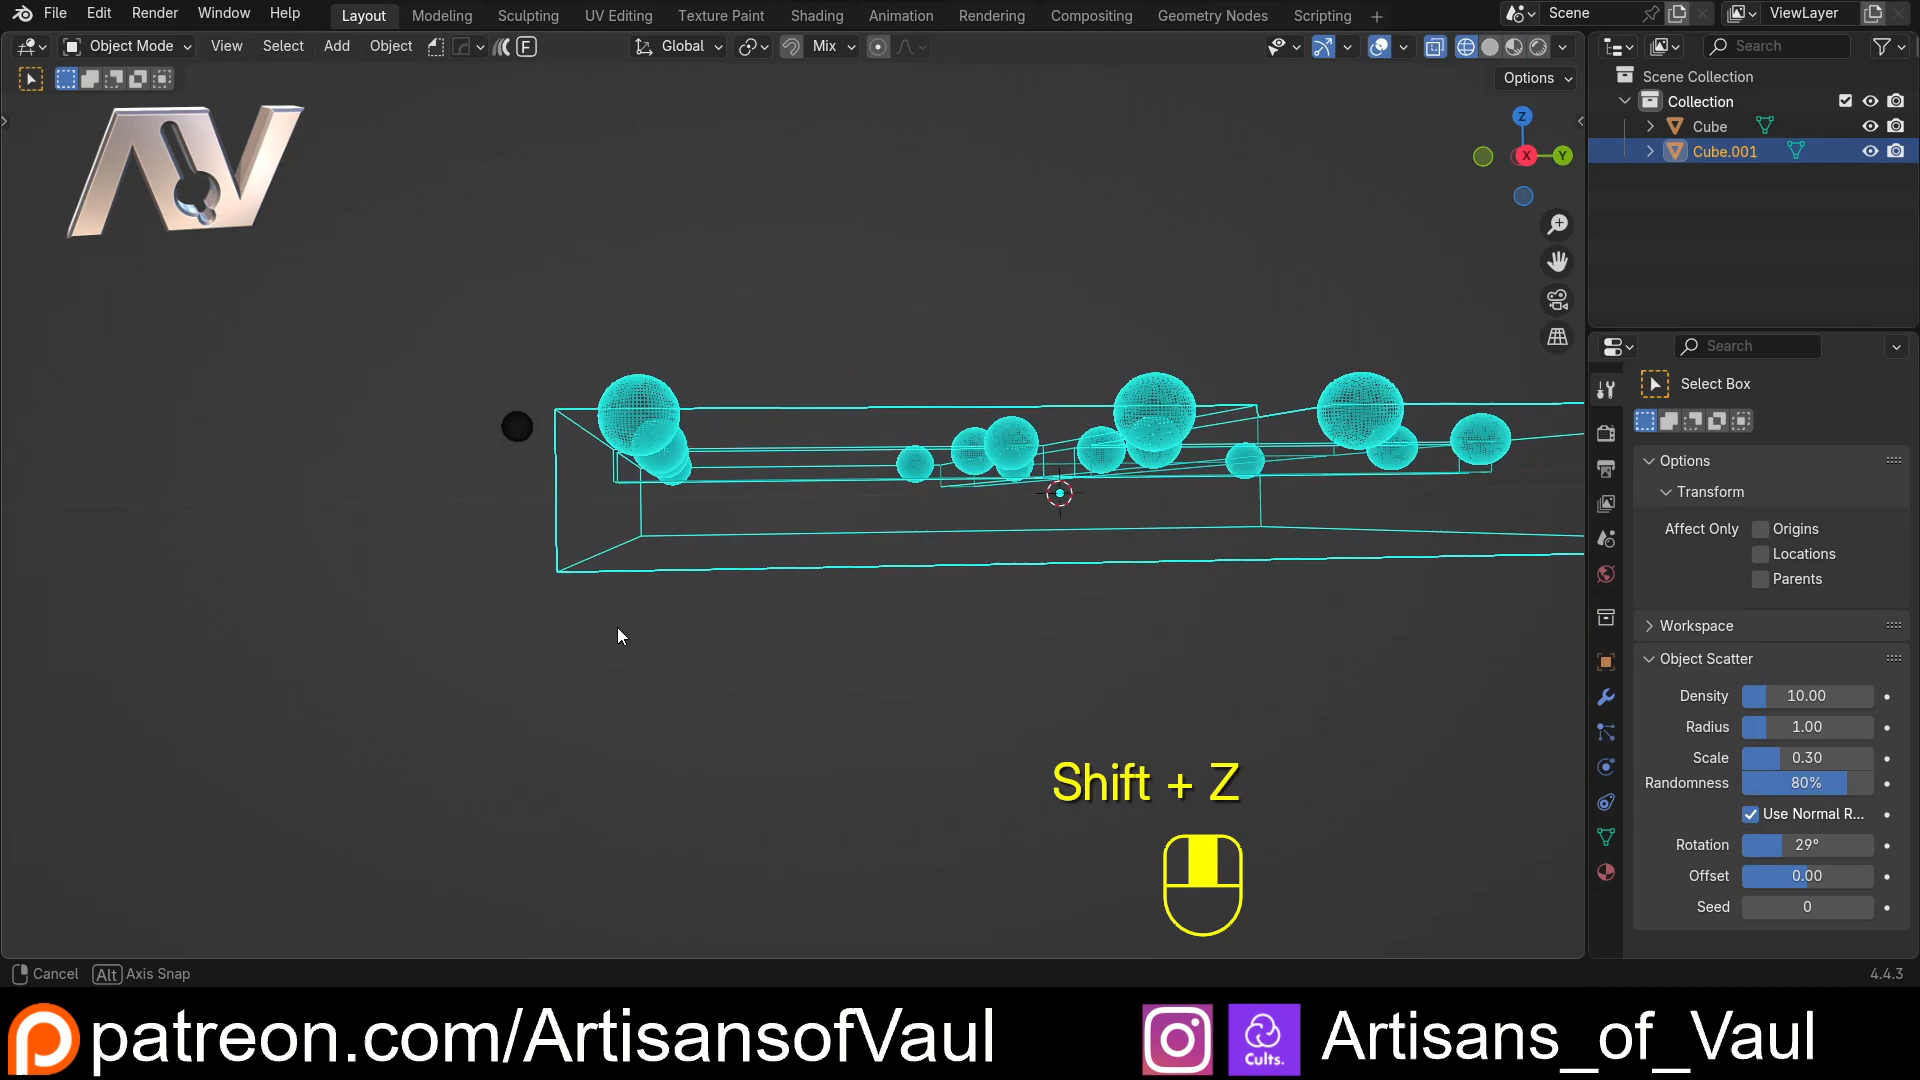 File Edit Render Window Help Layout Modeling Sculpting UV Editing Texture Paint Shading Animation Rendering Compositing Geometry Nodes Scripting + Scene ViewLayer
Object Mode View Select Add Object F Global Mix Search
Options
Scene Collection
Collection
Cube
Cube.001
Z
X Y
AV
Search
Select Box
Options
Transform
Affect Only Origins
Locations
Parents
Workspace
Object Scatter
Density 10.00
Radius 1.00
Scale 0.30
Randomness 80%
Use Normal R...
Rotation 29°
Offset 0.00
Seed 0
Shift + Z
Cancel Alt Axis Snap 4.4.3
patreon.com/ArtisansofVaul Cults. Artisans_of_Vaul